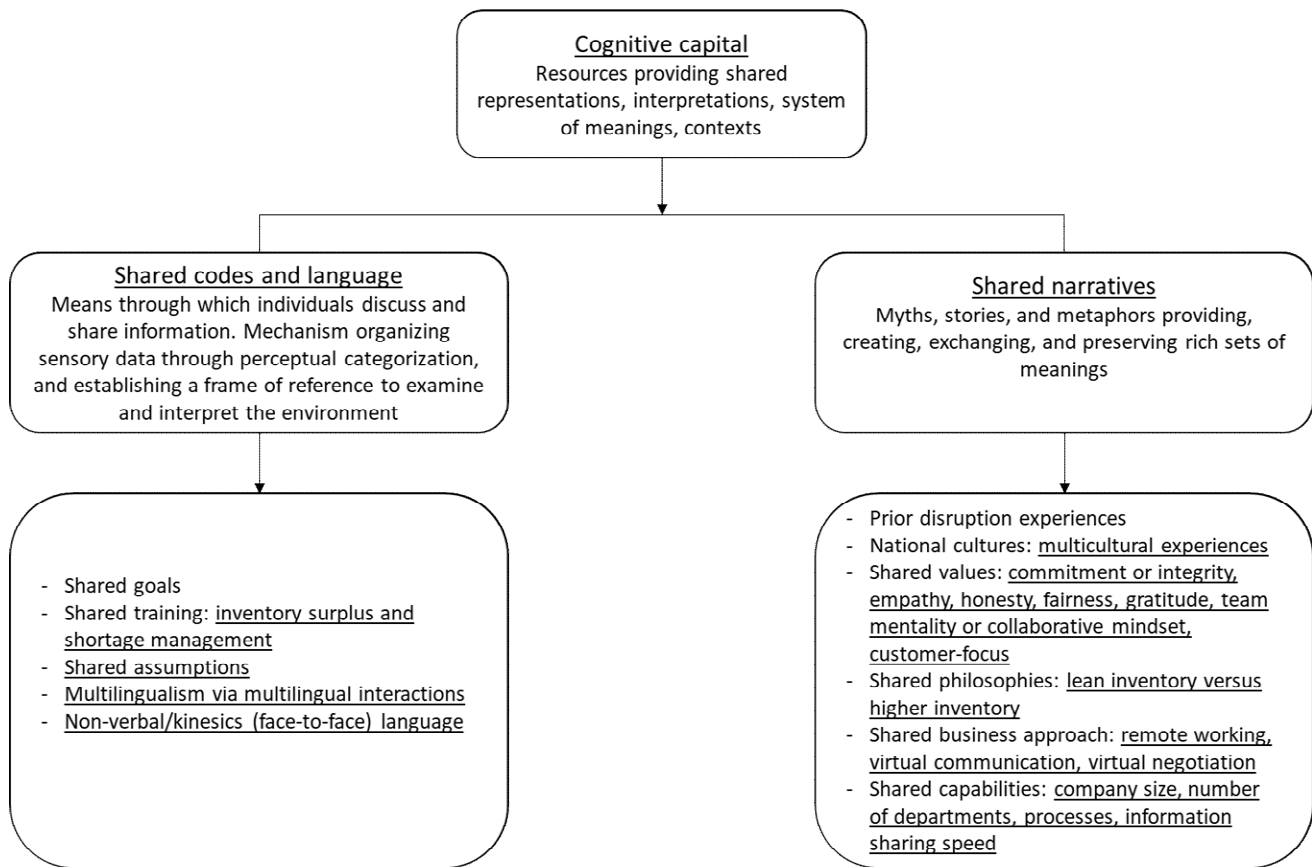 Cognitive capital
Resources providing shared
representations, interpretations, system
of meanings, contexts
Shared codes and language
Means through which individuals discuss and
share information. Mechanism organizing
sensory data through perceptual categorization,
and establishing a frame of reference to examine
and interpret the environment
Shared narratives
Myths, stories, and metaphors providing,
creating, exchanging, and preserving rich sets of
meanings
- Shared goals
- Shared training: inventory surplus and
shortage management
- Shared assumptions
- Multilingualism via multilingual interactions
- Non-verbal/kinesics (face-to-face) language
- Prior disruption experiences
- National cultures: multicultural experiences
- Shared values: commitment or integrity,
empathy, honesty, fairness, gratitude, team
mentality or collaborative mindset,
customer-focus
- Shared philosophies: lean inventory versus
higher inventory
- Shared business approach: remote working,
virtual communication, virtual negotiation
- Shared capabilities: company size, number
of departments, processes, information
sharing speed